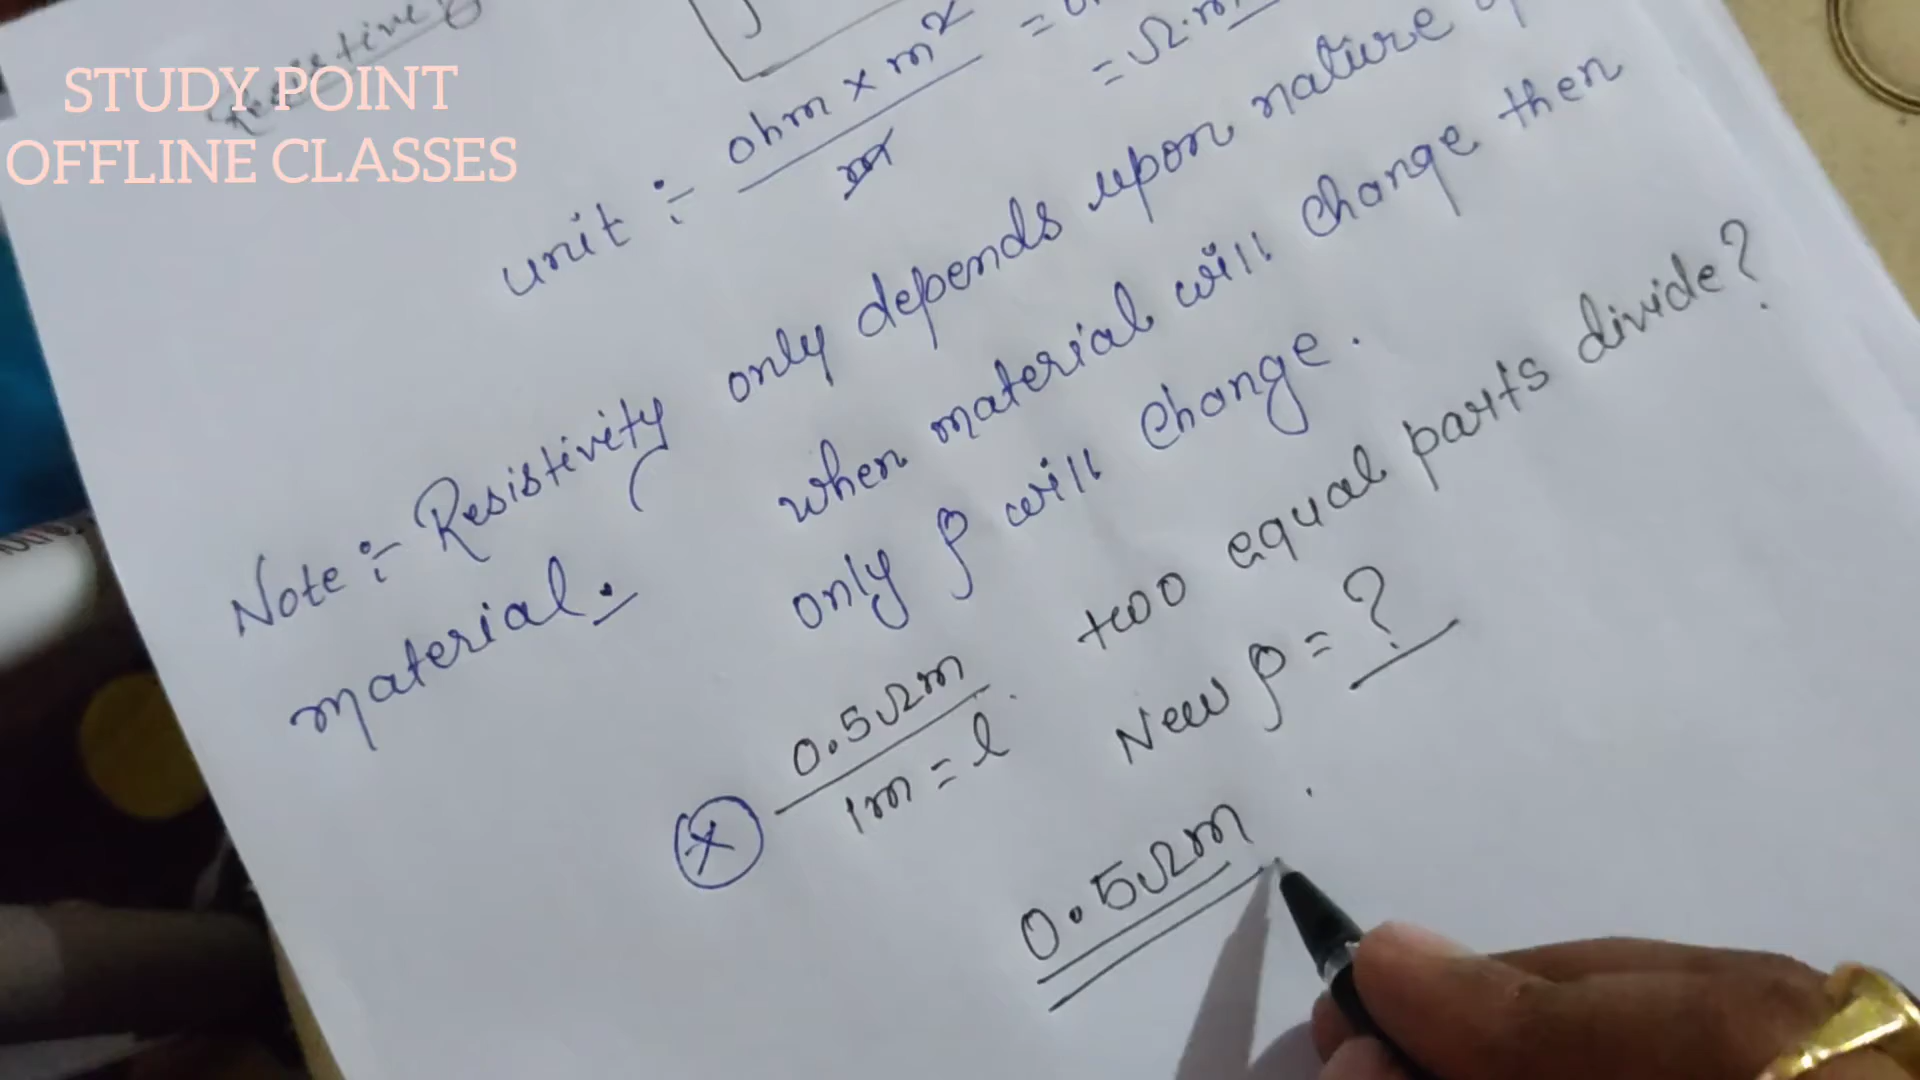 STUDY POINT
OFFLINE CLASSES
unit :- ohm x m²
m
= Ω.m
Note :- Resistivity only depends upon nature
material.
( when material will change then
only ρ will change.
0.5Ωm two equal parts divide?
1m = l New ρ = ?
0.5Ωm